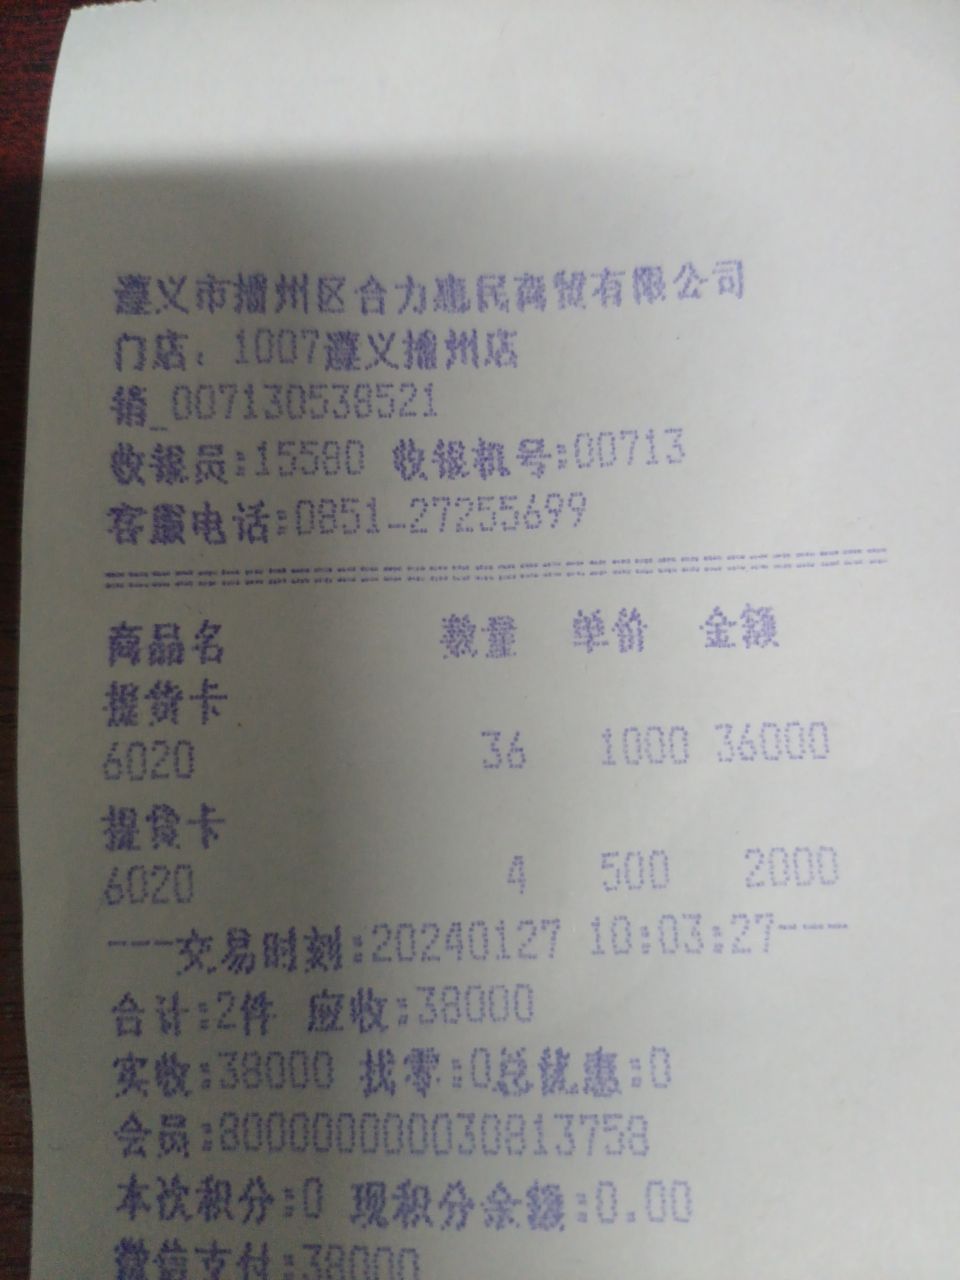 遵义市播州区合力惠民商贸有限公司
门店: 1007遵义播州店
销_007130538521
收银员:15580 收银机号:00713
客服电话:0851-27255699
商品名 数量 单价 金额
提货卡
6020 36 1000 36000
提货卡
6020 4 500 2000
---交易时刻:20240127 10:03:27---
合计:2件 应收:38000
实收:38000 找零:0总优惠:0
会员:8000000000030813758
本次积分:0 现积分余额:0.00
微信支付:38000